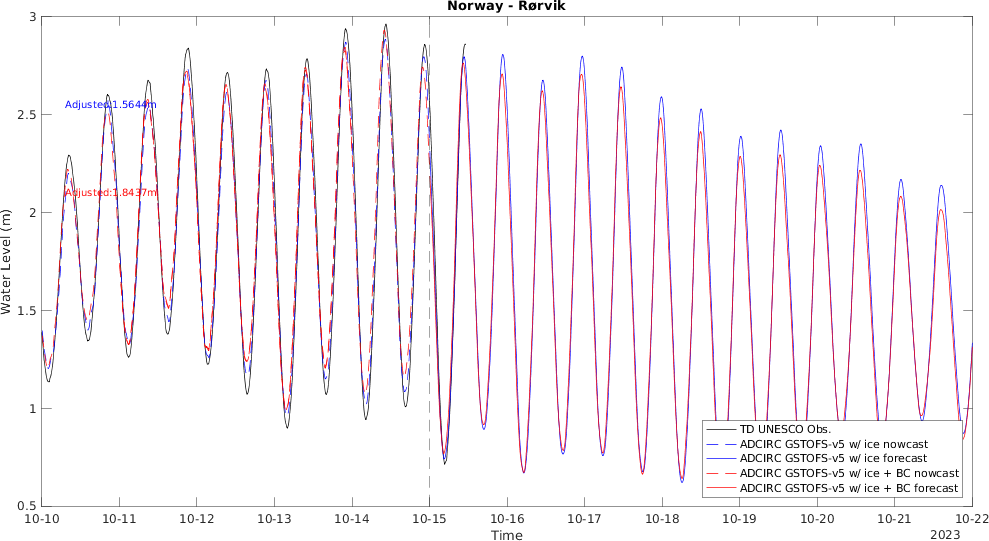 Norway - Rørvik
3
2.5
2
1.5
1
0.5
Water Level (m)
Adjusted:1.5644m
Adjusted:1.8437m
TD UNESCO Obs.
ADCIRC GSTOFS-v5 w/ ice nowcast
ADCIRC GSTOFS-v5 w/ ice forecast
ADCIRC GSTOFS-v5 w/ ice + BC nowcast
ADCIRC GSTOFS-v5 w/ ice + BC forecast
10-10 10-11 10-12 10-13 10-14 10-15 10-16 10-17 10-18 10-19 10-20 10-21 10-22
Time
2023